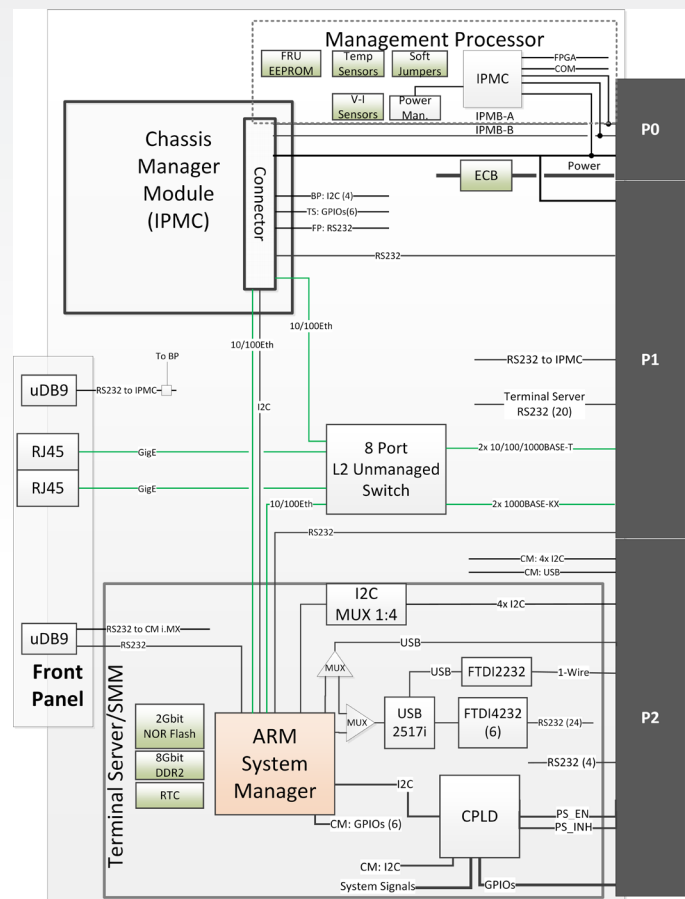 Management Processor
FRU
EEPROM
Temp
Sensors
Soft
Jumpers
V-I
Sensors
Power
Man.
IPMC
FPGA
COM
IPMB-A
IPMB-B
P0
Chassis
Manager
Module
(IPMC)
Connector
ECB
Power
BP: I2C (4)
TS: GPIOs(6)
FP: RS232
RS232
10/100Eth
10/100Eth
I2C
P1
To BP
uDB9
RS232 to IPMC
RS232 to IPMC
Terminal Server
RS232 (20)
RJ45
GigE
RJ45
GigE
8 Port
L2 Unmanaged
Switch
2x 10/100/1000BASE-T
2x 1000BASE-KX
10/100Eth
RS232
CM: 4x I2C
CM: USB
I2C
MUX 1:4
4x I2C
uDB9
RS232 to CM i.MX
RS232
Front
Panel
Terminal Server/SMM
USB
MUX
MUX
USB
FTDI2232
1-Wire
USB
2517i
FTDI4232
(6)
RS232 (24)
P2
2Gbit
NOR Flash
8Gbit
DDR2
RTC
ARM
System
Manager
RS232 (4)
I2C
CM: GPIOs (6)
CPLD
PS_EN
PS_INH
CM: I2C
System Signals
GPIOs